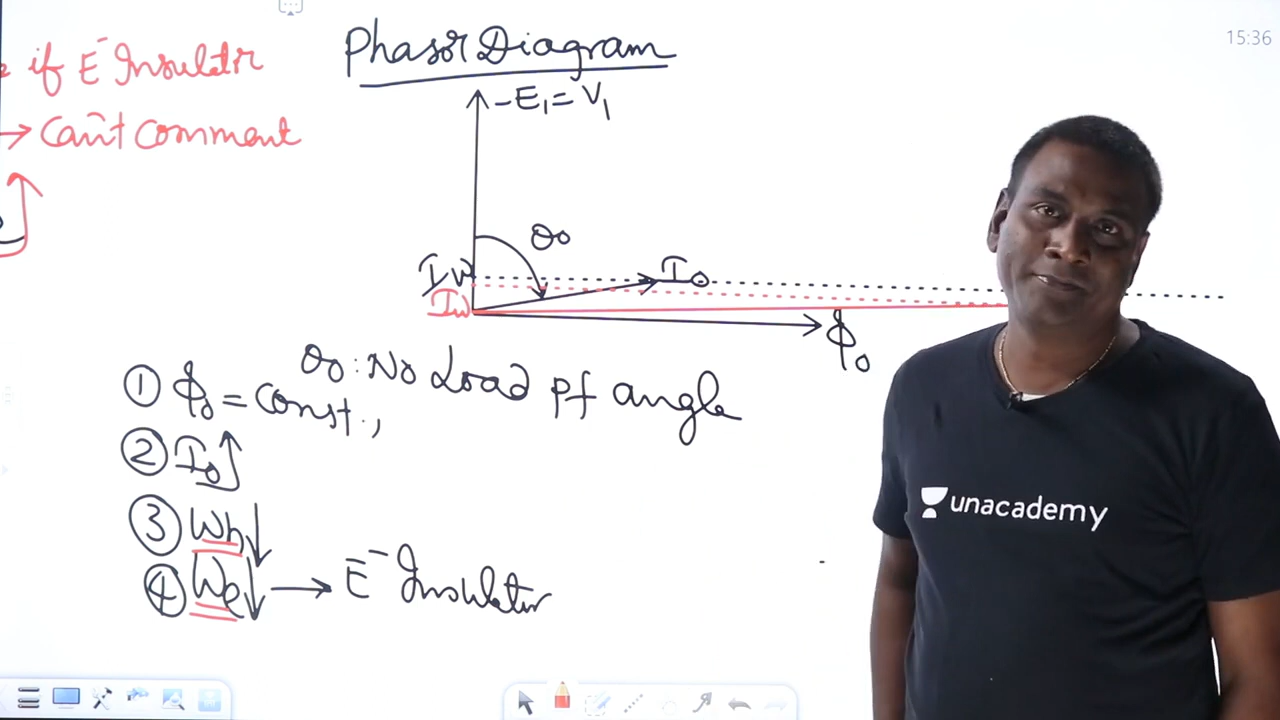 15:36
if E⁻ Insulator
→ Can't Comment
Phasor Diagram
-E₁ = V₁
θ₀
I₀
Iw
ϕ₀
θ₀ : No Load pf angle
① ϕ₀ = Const.,
② I₀↑
③ Wh↓
④ We↓ → E⁻ Insulator
unacademy